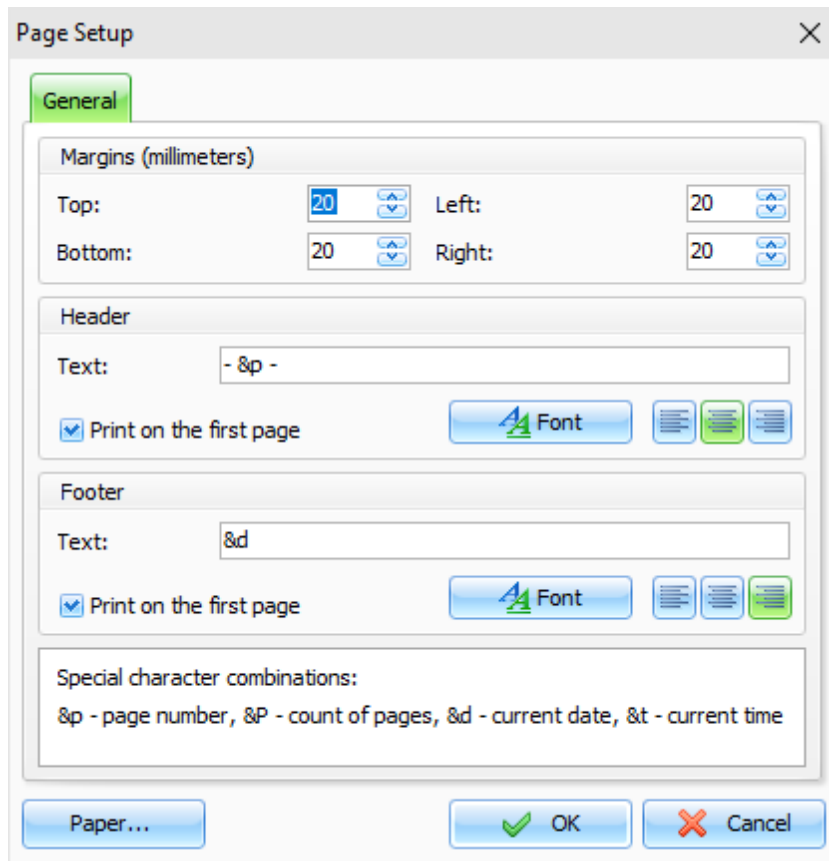 Page Setup
General
Margins (millimeters)
Top: 20 Left: 20
Bottom: 20 Right: 20
Header
Text: - &p -
Print on the first page Font
Footer
Text: &d
Print on the first page Font
Special character combinations:
&p - page number, &P - count of pages, &d - current date, &t - current time
Paper... OK Cancel